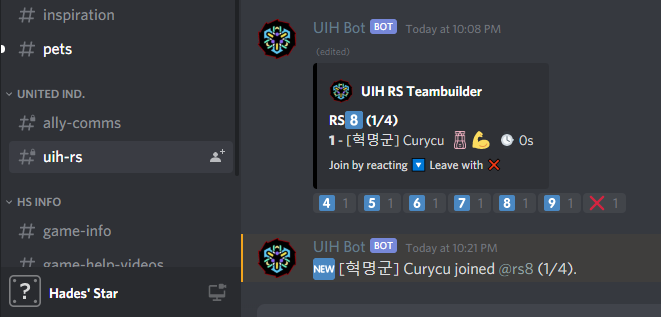 inspiration
pets
UNITED IND.
ally-comms
uih-rs
HS INFO
game-info
game-help-videos
Hades' Star
UIH Bot BOT Today at 10:08 PM
(edited)
UIH RS Teambuilder
RS8 (1/4)
1 - [혁명군] Curycu 0s
Join by reacting Leave with
4 1 5 1 6 1 7 1 8 1 9 1 1
UIH Bot BOT Today at 10:21 PM
NEW [혁명군] Curycu joined @rs8 (1/4).